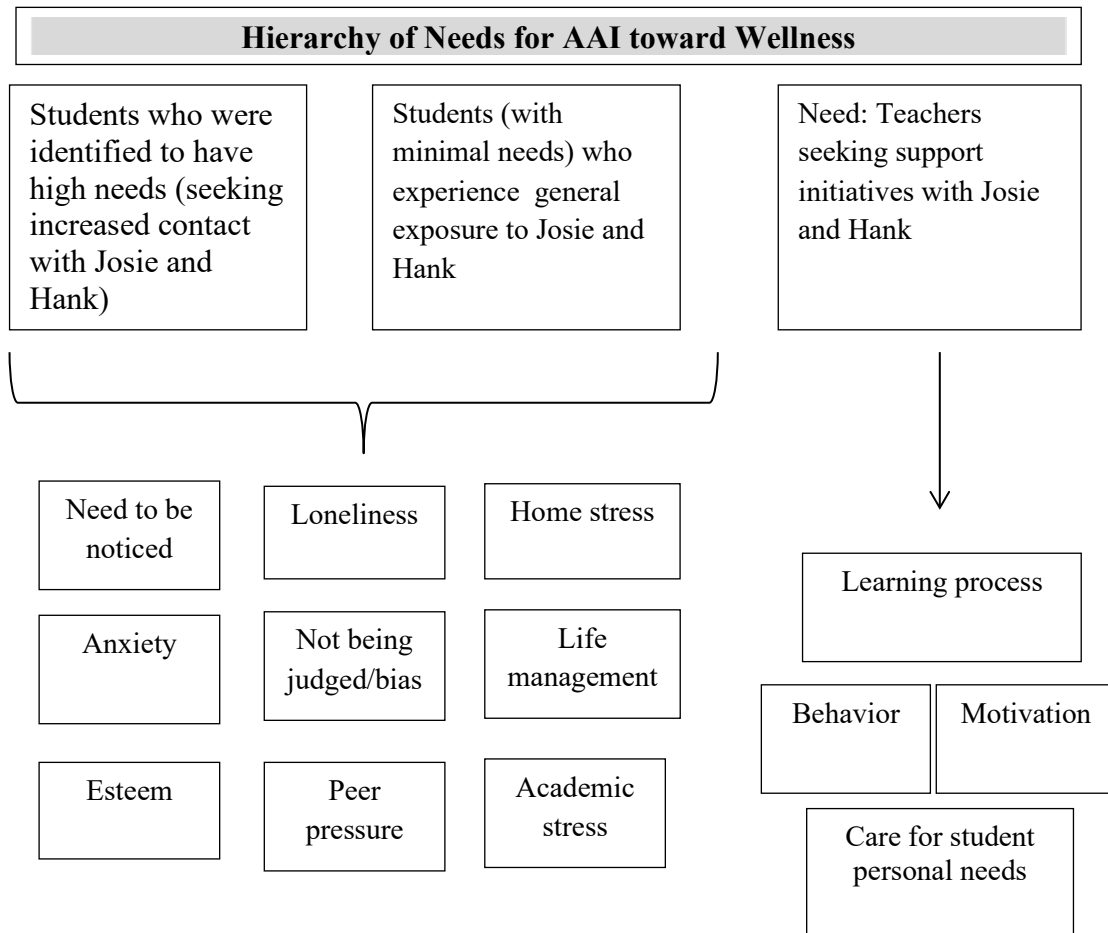 Hierarchy of Needs for AAI toward Wellness
Students who were
identified to have
high needs (seeking
increased contact
with Josie and
Hank)
Students (with
minimal needs) who
experience general
exposure to Josie and
Hank
Need: Teachers
seeking support
initiatives with Josie
and Hank
Need to be
noticed
Loneliness
Home stress
Anxiety
Not being
judged/bias
Life
management
Esteem
Peer
pressure
Academic
stress
Learning process
Behavior
Motivation
Care for student
personal needs